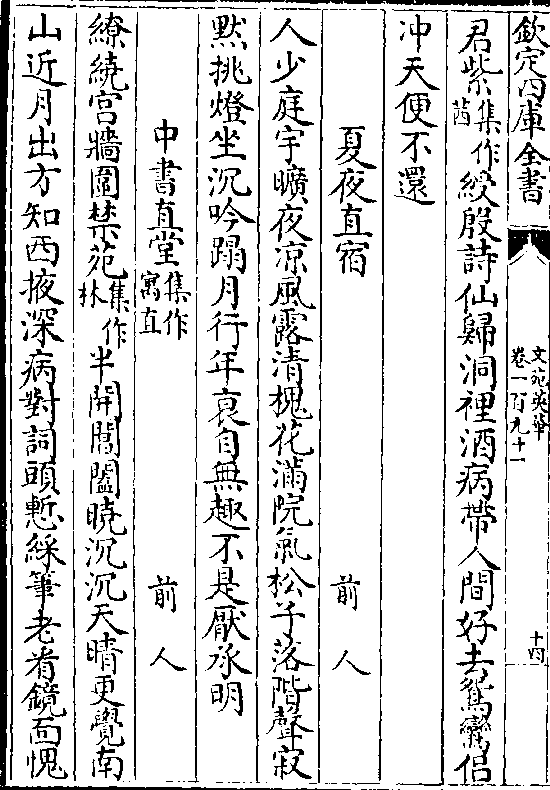 欽定四庫全書
文苑英華
卷一百九十一
十四
君紫集作茜綬殷詩仙歸洞裡酒病帶人間好去鴛鸞侣
冲天便不還
夏夜直宿 前人
人少庭宇曠夜凉風露清槐花滿院氣松子落階聲寂
黙挑燈坐沉吟蹋月行年衰自無趣不是厭承明
中書直堂集作寓直 前人
繚繞宫牆圍禁苑集作林半開閶闔曉沉沉天晴更覺南
山近月出方知西掖深病對詞頭慙綵筆老看鏡面愧